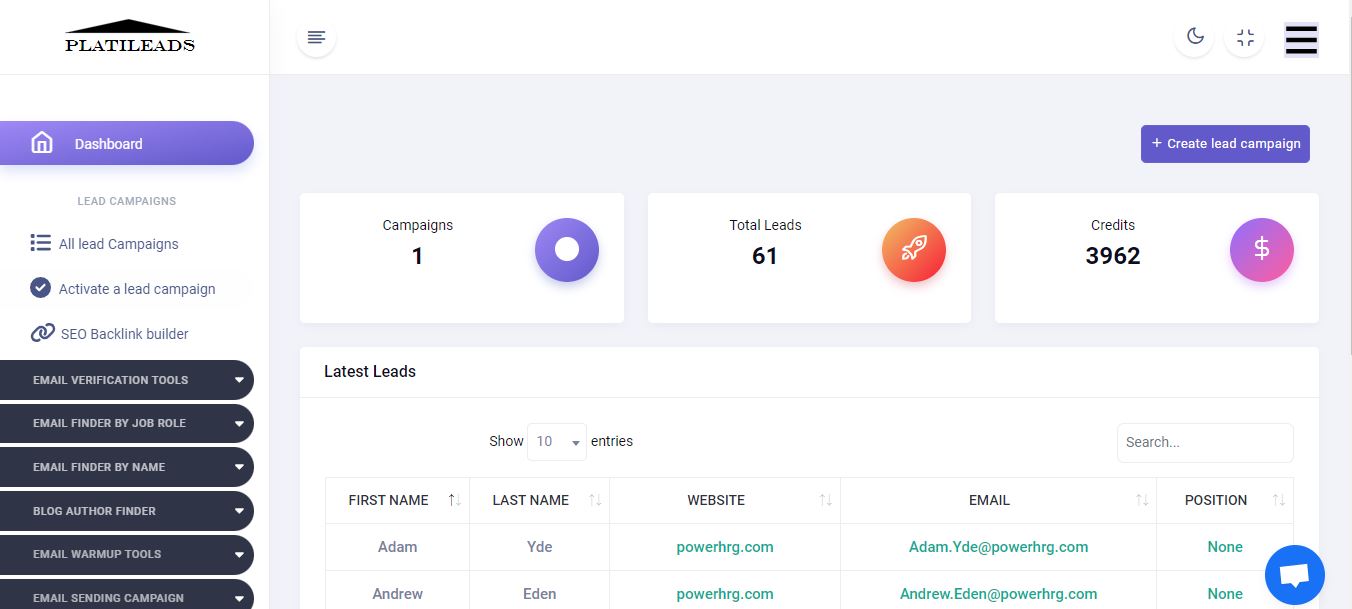 PLATILEADS
Dashboard
+ Create lead campaign
LEAD CAMPAIGNS
All lead Campaigns
Activate a lead campaign
SEO Backlink builder
EMAIL VERIFICATION TOOLS
EMAIL FINDER BY JOB ROLE
EMAIL FINDER BY NAME
BLOG AUTHOR FINDER
EMAIL WARMUP TOOLS
EMAIL SENDING CAMPAIGN
Campaigns
1
Total Leads
61
Credits
3962
$
Latest Leads
Show 10 entries
Search...
FIRST NAME LAST NAME WEBSITE EMAIL POSITION
Adam Yde powerhrg.com Adam.Yde@powerhrg.com None
Andrew Eden powerhrg.com Andrew.Eden@powerhrg.com None